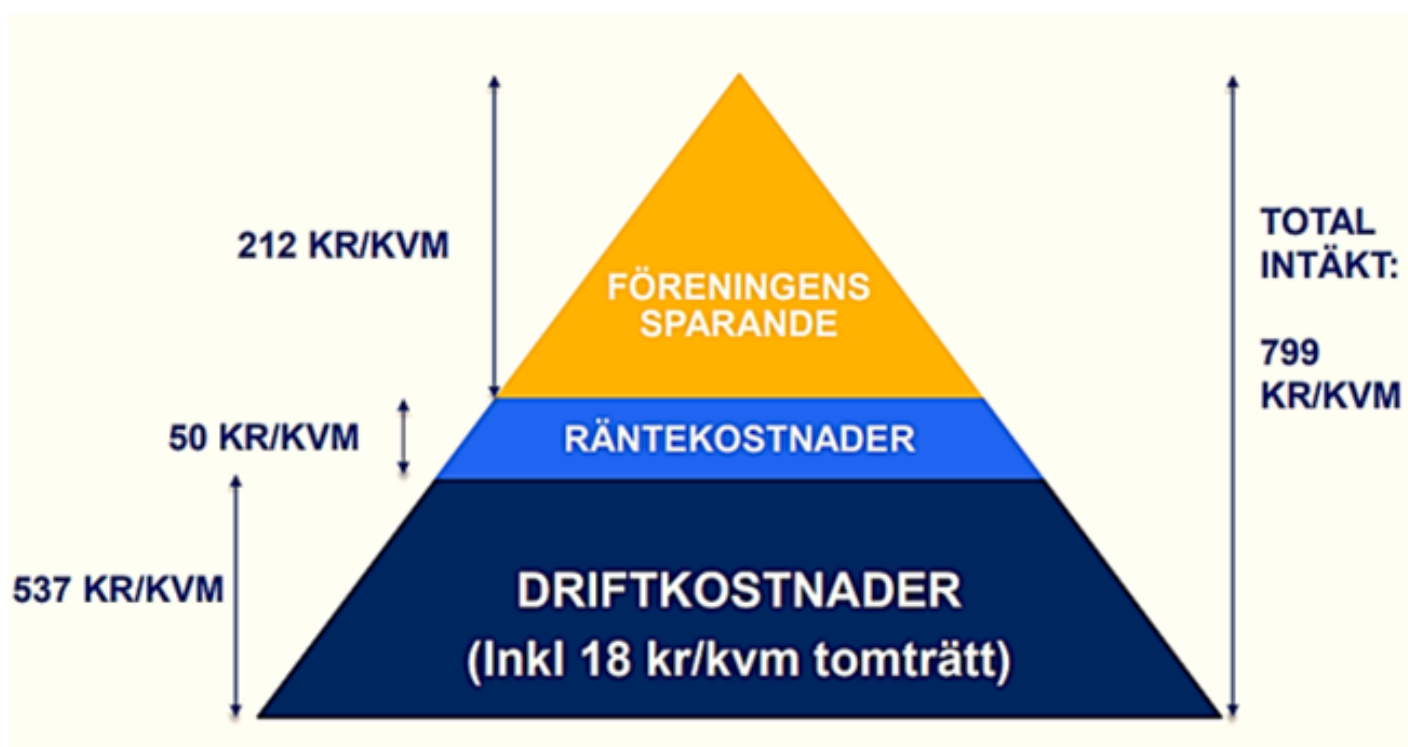 212 KR/KVM
FÖRENINGENS
SPARANDE
50 KR/KVM
RÄNTEKOSTNADER
537 KR/KVM
DRIFTKOSTNADER
(Inkl 18 kr/kvm tomträtt)
TOTAL
INTÄKT:
799
KR/KVM